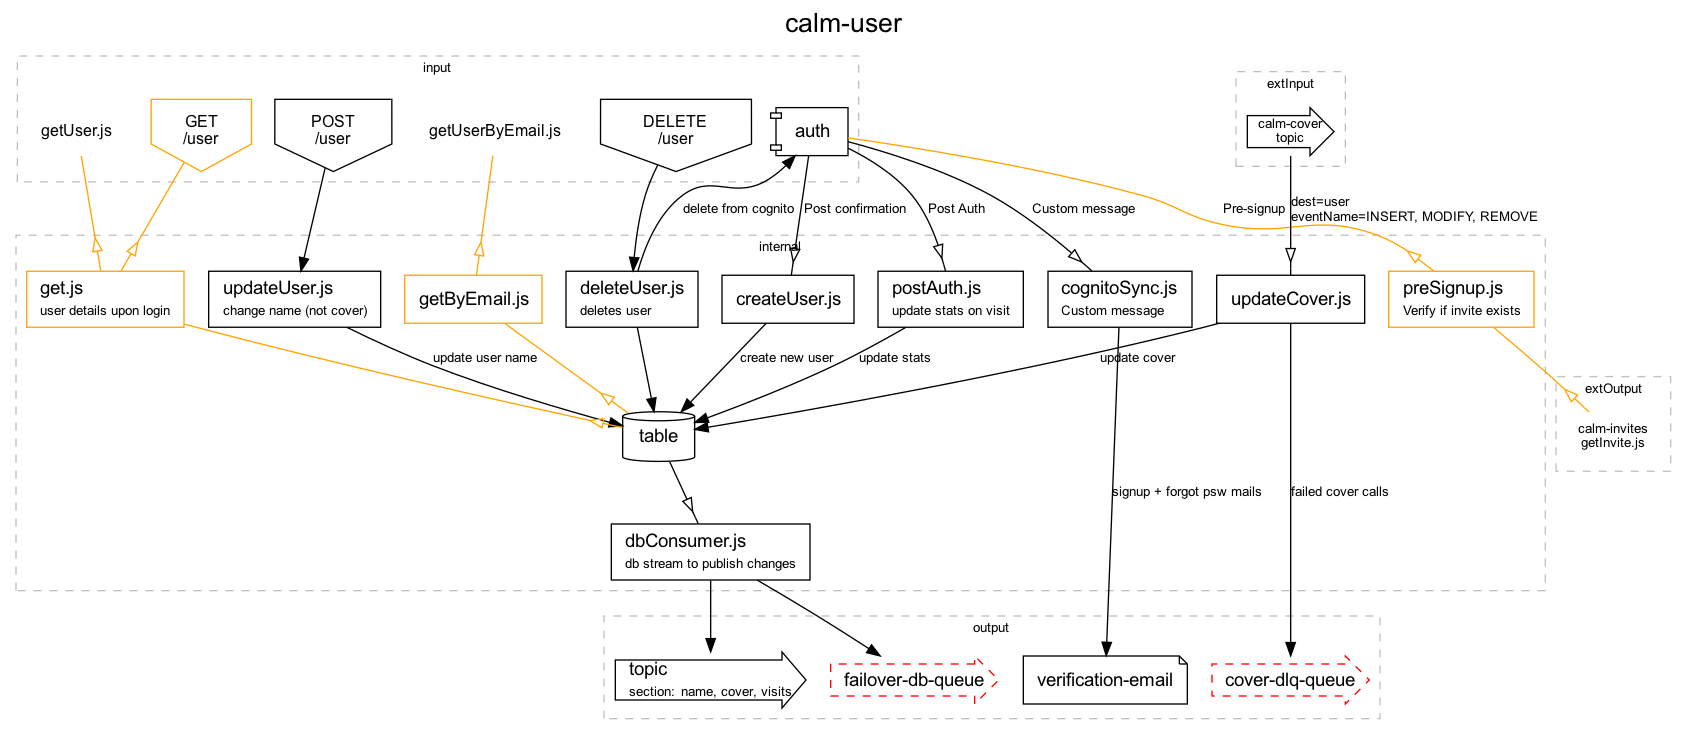 calm-user
input
extInput
getUser.js
GET
/user
POST
/user
getUserByEmail.js
DELETE
/user
auth
calm-cover
topic
delete from cognito
Post confirmation
Post Auth
Custom message
Pre-signup
dest=user
eventName=INSERT, MODIFY, REMOVE
internal
get.js
user details upon login
updateUser.js
change name (not cover)
getByEmail.js
deleteUser.js
deletes user
createUser.js
postAuth.js
update stats on visit
cognitoSync.js
Custom message
updateCover.js
preSignup.js
Verify if invite exists
update user name
create new user
update stats
update cover
extOutput
calm-invites
getInvite.js
table
signup + forgot psw mails
failed cover calls
dbConsumer.js
db stream to publish changes
output
topic
section: name, cover, visits
failover-db-queue
verification-email
cover-dlq-queue